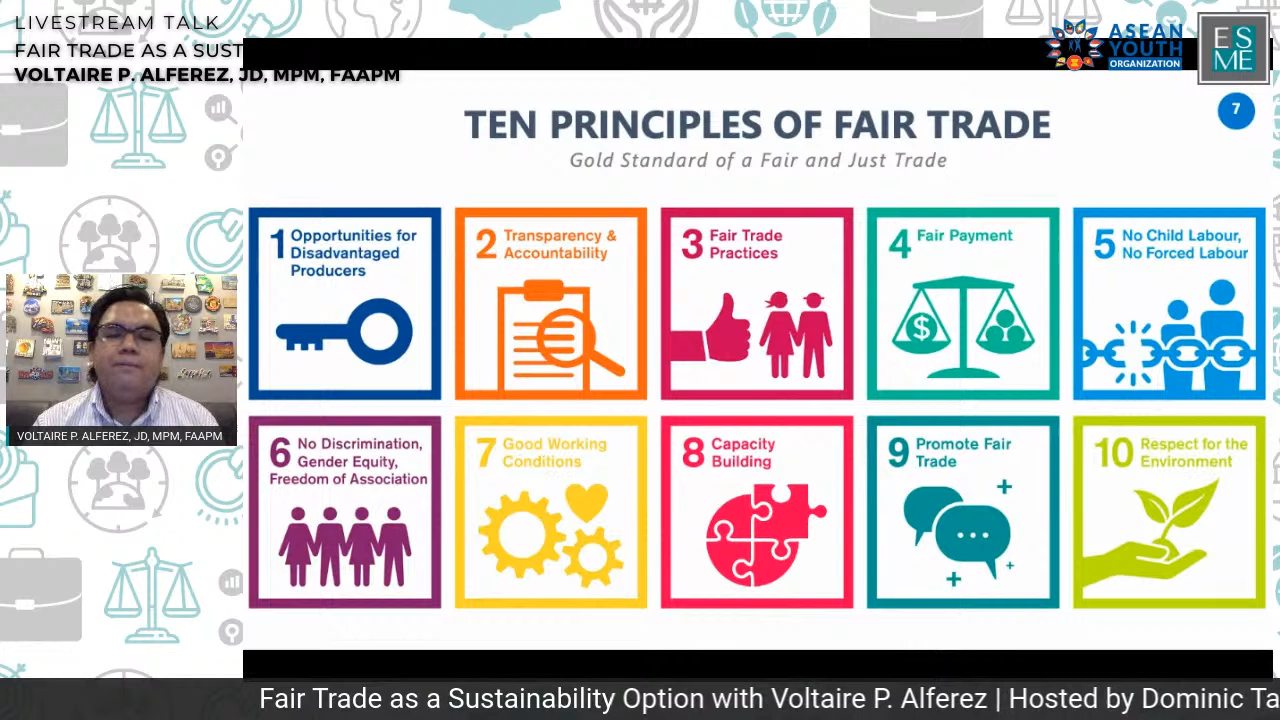 LIVESTREAM TALK
FAIR TRADE AS A SUST
VOLTAIRE P. ALFEREZ, JD, MPM, FAAPM
ASEAN
YOUTH
ORGANIZATION
ES
ME
TEN PRINCIPLES OF FAIR TRADE
7
Gold Standard of a Fair and Just Trade
1 Opportunities for
Disadvantaged
Producers
2 Transparency &
Accountability
3 Fair Trade
Practices
4 Fair Payment
$
5 No Child Labour,
No Forced Labour
VOLTAIRE P. ALFEREZ, JD, MPM, FAAPM
6 No Discrimination,
Gender Equity,
Freedom of Association
7 Good Working
Conditions
8 Capacity
Building
9 Promote Fair
Trade
10 Respect for the
Environment
Fair Trade as a Sustainability Option with Voltaire P. Alferez | Hosted by Dominic Ta